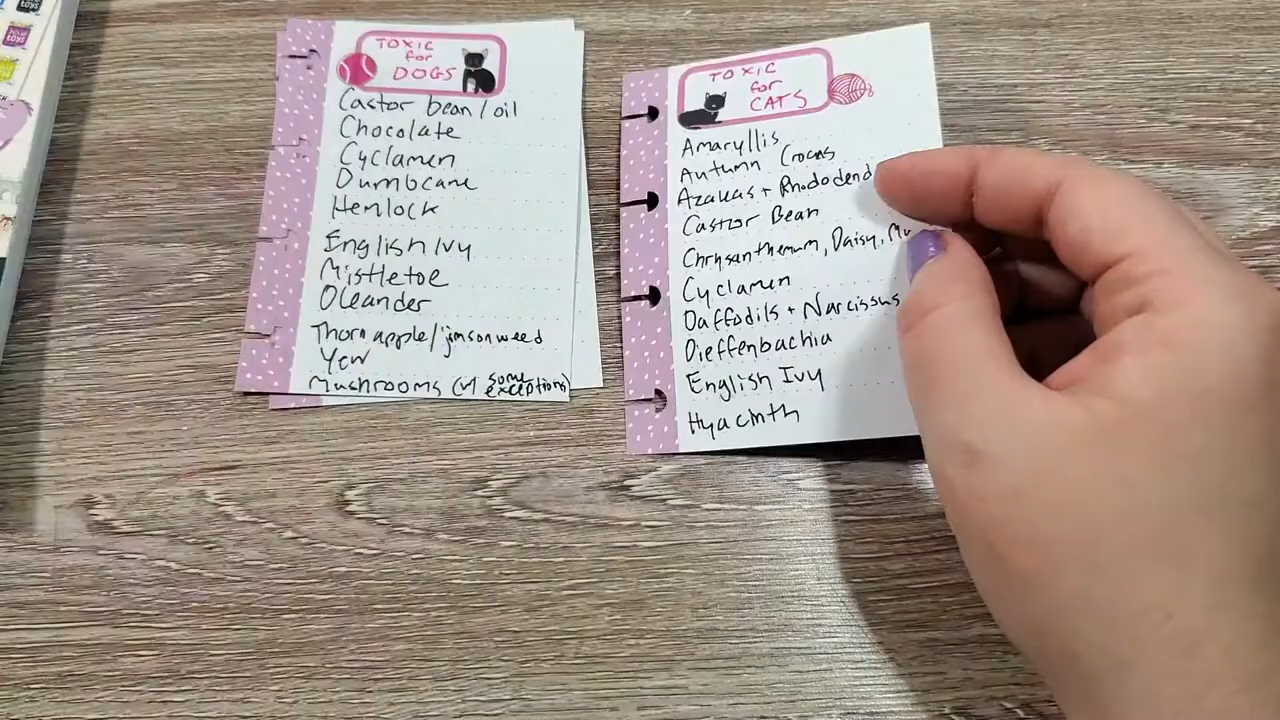 TOXIC
for
DOGS
Castor bean/oil
Chocolate
Cyclamen
Dumbcane
Hemlock
English Ivy
Mistletoe
Oleander
Thorn apple/jimsonweed
Yew
Mushrooms (w/ some exceptions)
TOXIC
for
CATS
Amaryllis
Autumn Crocus
Azaleas + Rhododend
Castor Bean
Chrysanthemum, Daisy, Mu
Cyclamen
Daffodils + Narcissus
Dieffenbachia
English Ivy
Hyacinth